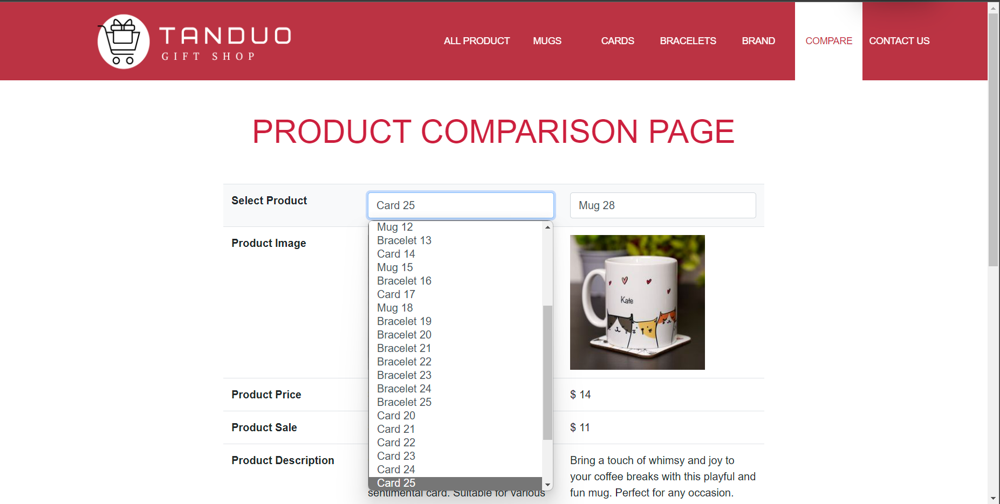 TANDUO
GIFT SHOP
ALL PRODUCT
MUGS
CARDS
BRACELETS
BRAND
COMPARE
CONTACT US
PRODUCT COMPARISON PAGE
Select Product
Card 25
Mug 28
Mug 12
Bracelet 13
Card 14
Mug 15
Bracelet 16
Card 17
Mug 18
Bracelet 19
Bracelet 20
Bracelet 21
Bracelet 22
Bracelet 23
Bracelet 24
Bracelet 25
Card 20
Card 21
Card 22
Card 23
Card 24
Card 25
Product Image
Kate
Product Price
$ 14
Product Sale
$ 11
Product Description
sentimental card. Suitable for various
Bring a touch of whimsy and joy to
your coffee breaks with this playful and
fun mug. Perfect for any occasion.